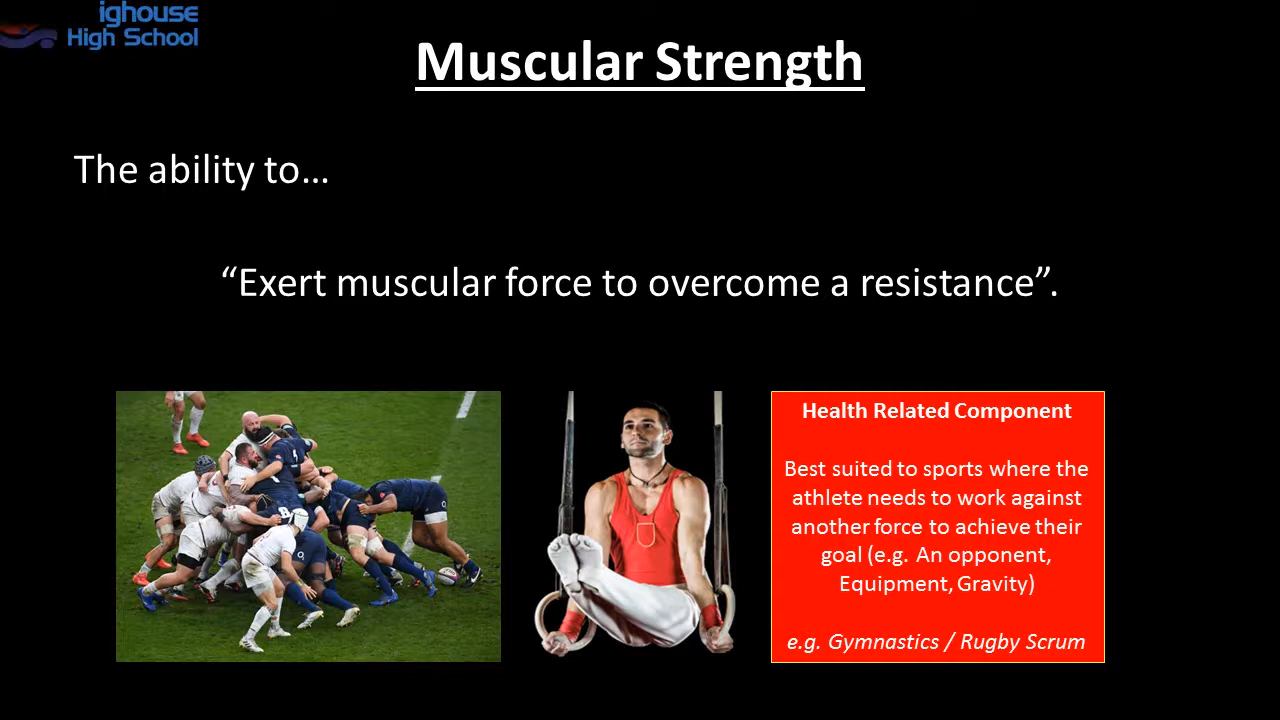 ighouse
High School
Muscular Strength
The ability to…
“Exert muscular force to overcome a resistance”.
Health Related Component
Best suited to sports where the
athlete needs to work against
another force to achieve their
goal (e.g. An opponent,
Equipment, Gravity)
e.g. Gymnastics / Rugby Scrum